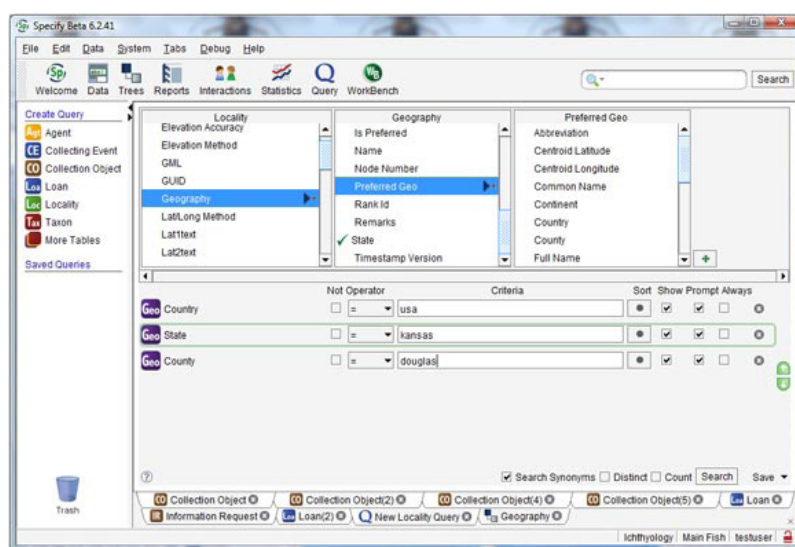 Specify Beta 6.2.41
File Edit Data System Tabs Debug Help
Welcome Data Trees Reports Interactions Statistics Query WorkBench Search
Create Query
Agent
Collecting Event
Collection Object
Loan
Locality
Taxon
More Tables
Saved Queries
Trash
Locality
Elevation Accuracy
Elevation Method
GML
GUID
Geography
Lat/Long Method
Lat1text
Lat2text
Geography
Is Preferred
Name
Node Number
Preferred Geo
Rank Id
Remarks
State
Timestamp Version
Preferred Geo
Abbreviation
Centroid Latitude
Centroid Longitude
Common Name
Continent
Country
County
Full Name
Not Operator Criteria Sort Show Prompt Always
Geo Country = usa
Geo State = kansas
Geo County = douglas
Search Synonyms Distinct Count Search Save
Collection Object Collection Object(2) Collection Object(4) Collection Object(5) Loan
Information Request Loan(2) New Locality Query Geography
Ichthyology Main Fish testuser